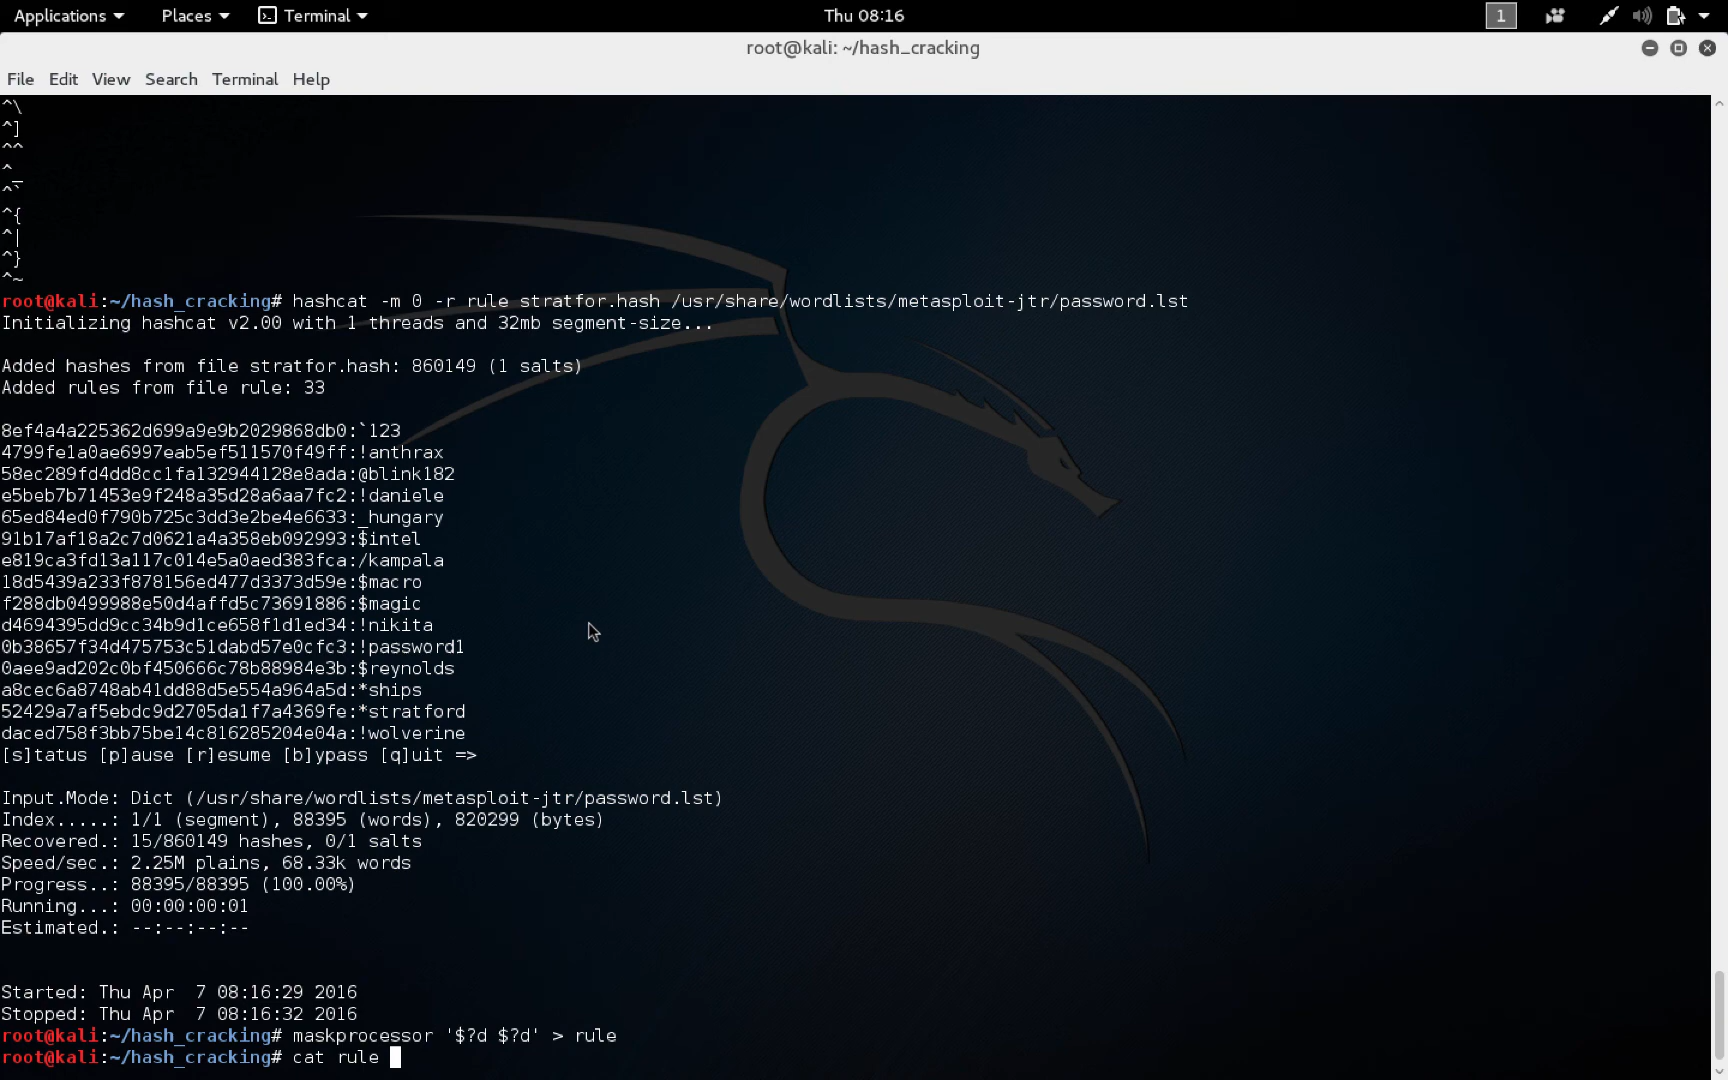 Applications Places Terminal Thu 08:16 1
root@kali: ~/hash_cracking
File Edit View Search Terminal Help
^\
^]
^^
^_
^`
^{
^|
^}
^~
root@kali:~/hash_cracking# hashcat -m 0 -r rule stratfor.hash /usr/share/wordlists/metasploit-jtr/password.lst
Initializing hashcat v2.00 with 1 threads and 32mb segment-size...
Added hashes from file stratfor.hash: 860149 (1 salts)
Added rules from file rule: 33
8ef4a4a225362d699a9e9b2029868db0:`123
4799fe1a0ae6997eab5ef511570f49ff:!anthrax
58ec289fd4dd8cc1fa132944128e8ada:@blink182
e5beb7b71453e9f248a35d28a6aa7fc2:!daniele
65ed84ed0f790b725c3dd3e2be4e6633:_hungary
91b17af18a2c7d0621a4a358eb092993:$intel
e819ca3fd13a117c014e5a0aed383fca:/kampala
18d5439a233f878156ed477d3373d59e:$macro
f288db0499988e50d4affd5c73691886:$magic
d4694395dd9cc34b9d1ce658f1d1ed34:!nikita
0b38657f34d475753c51dabd57e0cfc3:!password1
0aee9ad202c0bf450666c78b88984e3b:$reynolds
a8cec6a8748ab41dd88d5e554a964a5d:*ships
52429a7af5ebdc9d2705da1f7a4369fe:*stratford
daced758f3bb75be14c816285204e04a:!wolverine
[s]tatus [p]ause [r]esume [b]ypass [q]uit =>
Input.Mode: Dict (/usr/share/wordlists/metasploit-jtr/password.lst)
Index.....: 1/1 (segment), 88395 (words), 820299 (bytes)
Recovered.: 15/860149 hashes, 0/1 salts
Speed/sec.: 2.25M plains, 68.33k words
Progress..: 88395/88395 (100.00%)
Running...: 00:00:00:01
Estimated.: --:--:--:--
Started: Thu Apr  7 08:16:29 2016
Stopped: Thu Apr  7 08:16:32 2016
root@kali:~/hash_cracking# maskprocessor '$?d $?d' > rule
root@kali:~/hash_cracking# cat rule